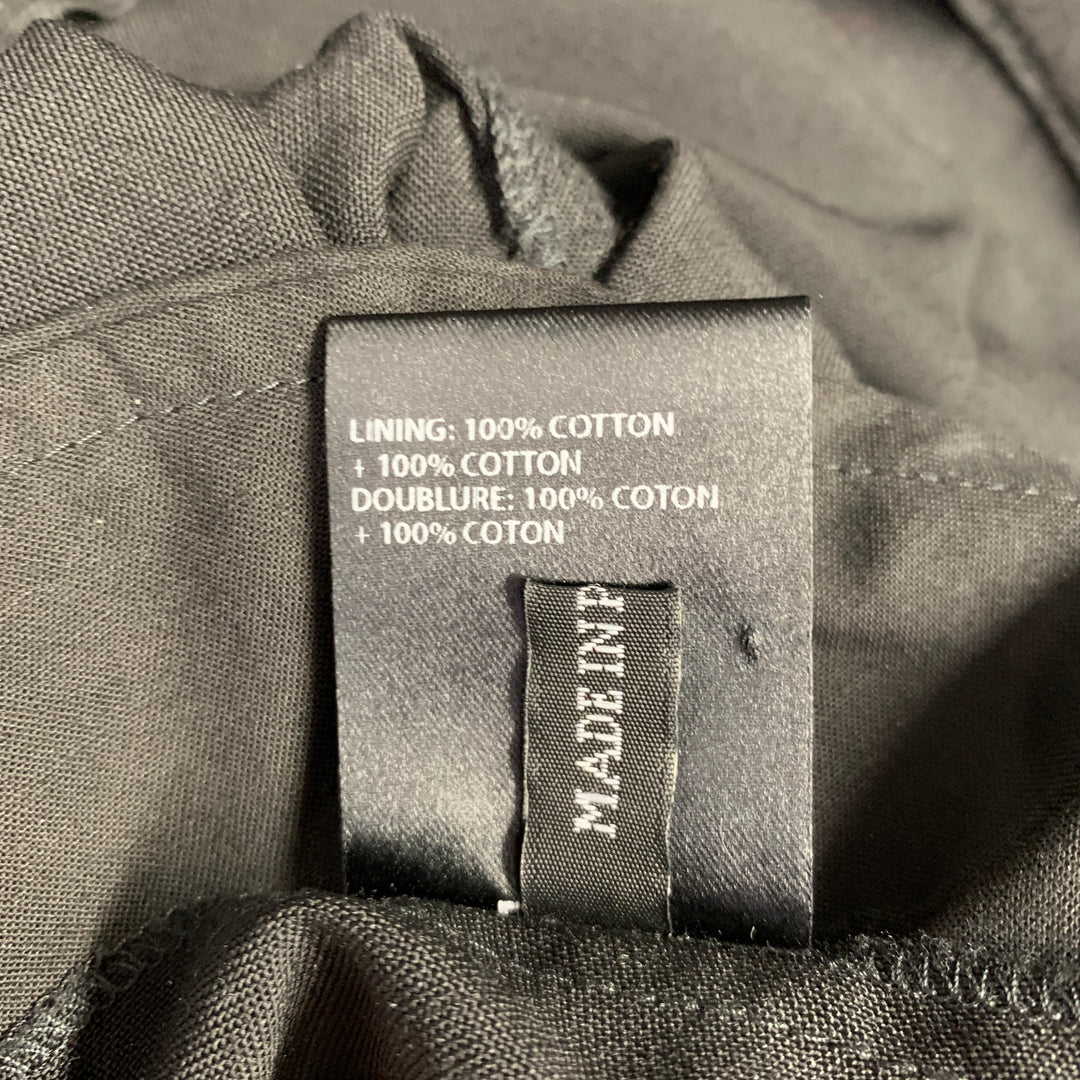 LINING: 100% COTTON
+ 100% COTTON
DOUBLURE: 100% COTON
+ 100% COTON
MADE IN